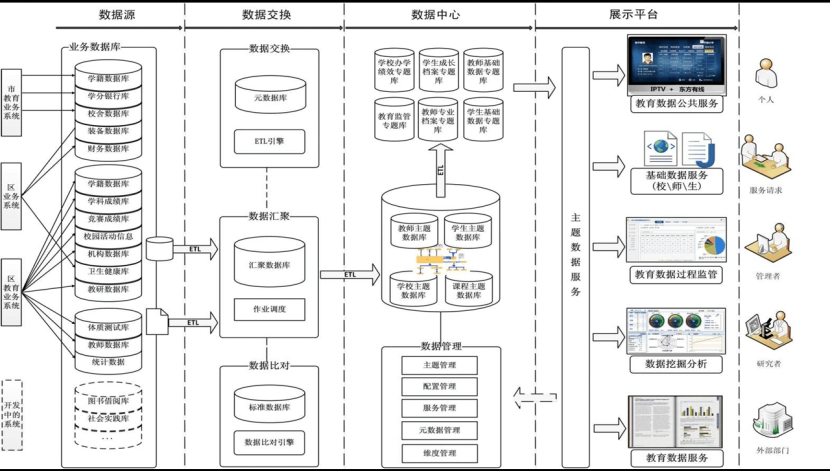 数据源
数据交换
数据中心
展示平台
业务数据库
市
教育业务
系统
区
业务
系统
区
教育业务
系统
开发
中的
系统
学籍数据库
学分银行库
校舍数据库
装备数据库
财务数据库
学籍数据库
学科成绩库
竞赛成绩库
校园活动信息
机构数据库
卫生健康库
教研数据库
体质测试库
教师数据库
统计数据
图书借阅库
社会实践库
...
ETL
ETL
数据交换
元数据库
ETL引擎
数据汇聚
汇聚数据库
作业调度
数据比对
标准数据库
数据比对引擎
ETL
学校办学
绩效专题
库
学生成长
档案专题
库
教师基础
数据专题
库
教育监管
专题库
教师专业
档案专题
库
学生基础
数据专题
库
ETL
教师主题
数据库
学生主题
数据库
学校主题
数据库
课程主题
数据库
数据管理
主题管理
配置管理
服务管理
元数据管理
维度管理
主
题
数
据
服
务
IPTV + 东方有线
教育数据公共服务
基础数据服务
(校\师\生)
教育数据过程监管
数据挖掘分析
教育数据服务
个人
服务请求
管理者
研究者
外部部门